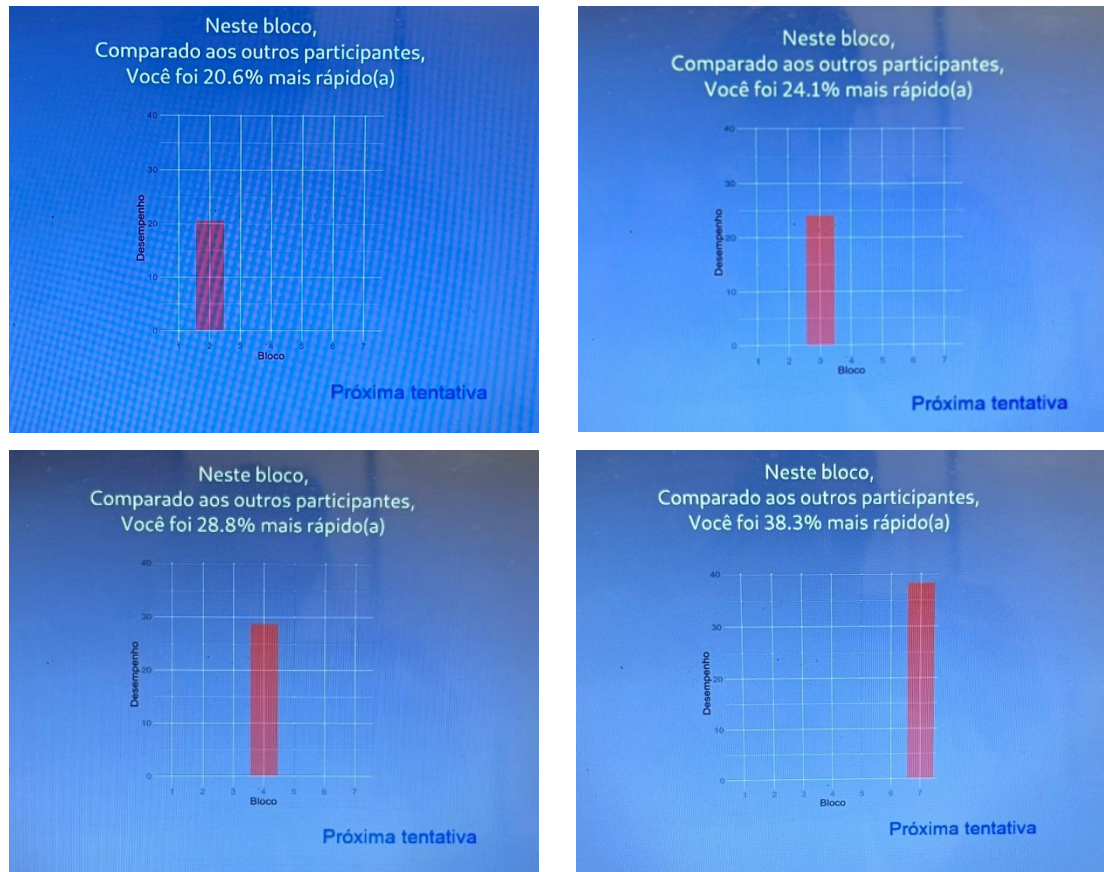 Neste bloco,
Comparado aos outros participantes,
Você foi 20.6% mais rápido(a)
40
30
20
10
0
Desempenho
1 2 3 4 5 6 7
Bloco
Próxima tentativa
Neste bloco,
Comparado aos outros participantes,
Você foi 24.1% mais rápido(a)
40
30
20
10
0
Desempenho
1 2 3 4 5 6 7
Bloco
Próxima tentativa
Neste bloco,
Comparado aos outros participantes,
Você foi 28.8% mais rápido(a)
40
30
20
10
0
Desempenho
1 2 3 4 5 6 7
Bloco
Próxima tentativa
Neste bloco,
Comparado aos outros participantes,
Você foi 38.3% mais rápido(a)
40
30
20
10
0
Desempenho
1 2 3 4 5 6 7
Bloco
Próxima tentativa